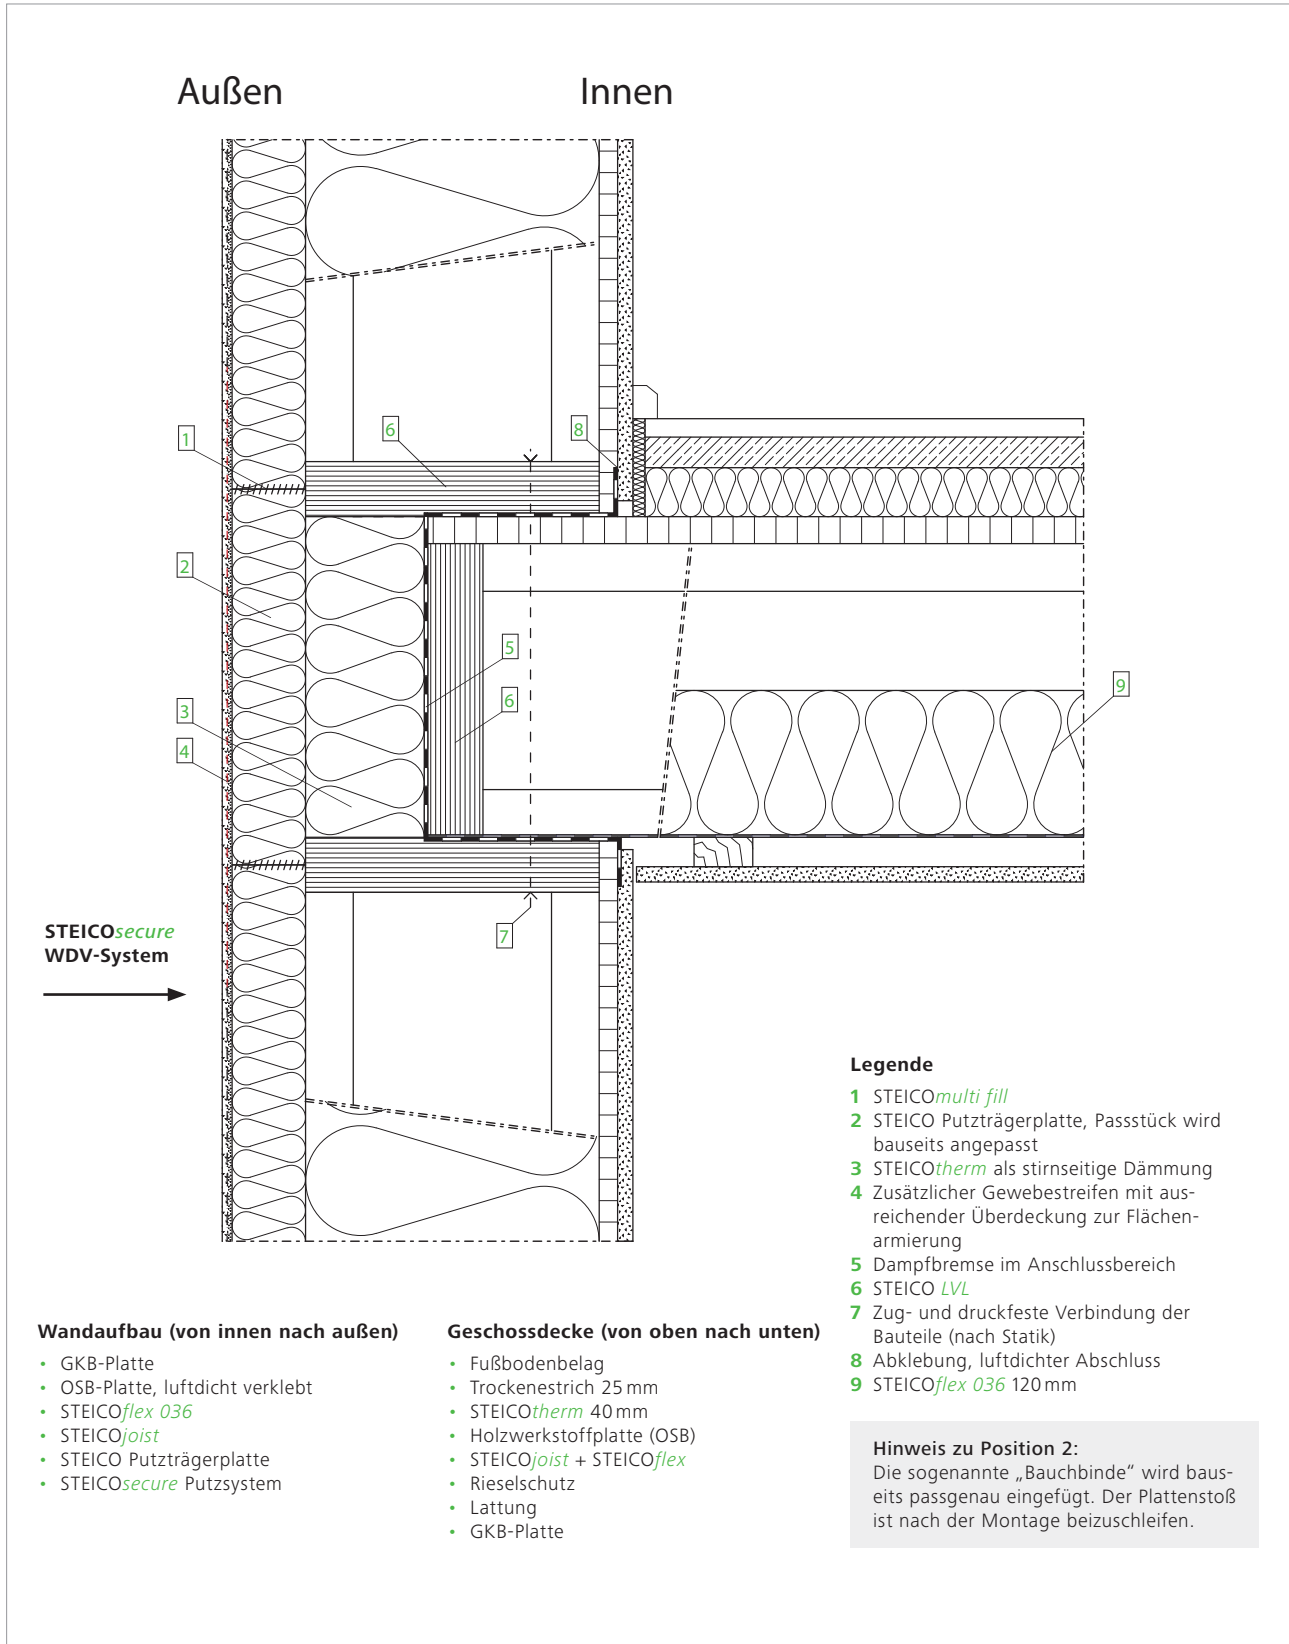 Außen
Innen
1
6
8
2
5
6
3
4
9
7
STEICOsecure
WDV-System
Legende
1 STEICOmulti fill
2 STEICO Putzträgerplatte, Passstück wird
bauseits angepasst
3 STEICOtherm als stirnseitige Dämmung
4 Zusätzlicher Gewebestreifen mit aus-
reichender Überdeckung zur Flächen-
armierung
5 Dampfbremse im Anschlussbereich
6 STEICO LVL
7 Zug- und druckfeste Verbindung der
Bauteile (nach Statik)
8 Abklebung, luftdichter Abschluss
9 STEICOflex 036 120 mm
Wandaufbau (von innen nach außen)
• GKB-Platte
• OSB-Platte, luftdicht verklebt
• STEICOflex 036
• STEICOjoist
• STEICO Putzträgerplatte
• STEICOsecure Putzsystem
Geschossdecke (von oben nach unten)
• Fußbodenbelag
• Trockenestrich 25 mm
• STEICOtherm 40 mm
• Holzwerkstoffplatte (OSB)
• STEICOjoist + STEICOflex
• Rieselschutz
• Lattung
• GKB-Platte
Hinweis zu Position 2:
Die sogenannte „Bauchbinde“ wird baus-
eits passgenau eingefügt. Der Plattenstoß
ist nach der Montage beizuschleifen.